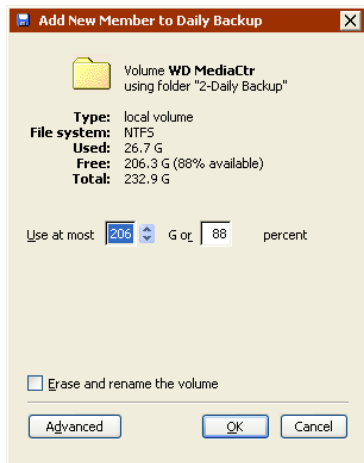 Add New Member to Daily Backup
Volume WD MediaCtr
using folder "2-Daily Backup"
Type: local volume
File system: NTFS
Used: 26.7 G
Free: 206.3 G (88% available)
Total: 232.9 G
Use at most 206 G or 88 percent
Erase and rename the volume
Advanced OK Cancel